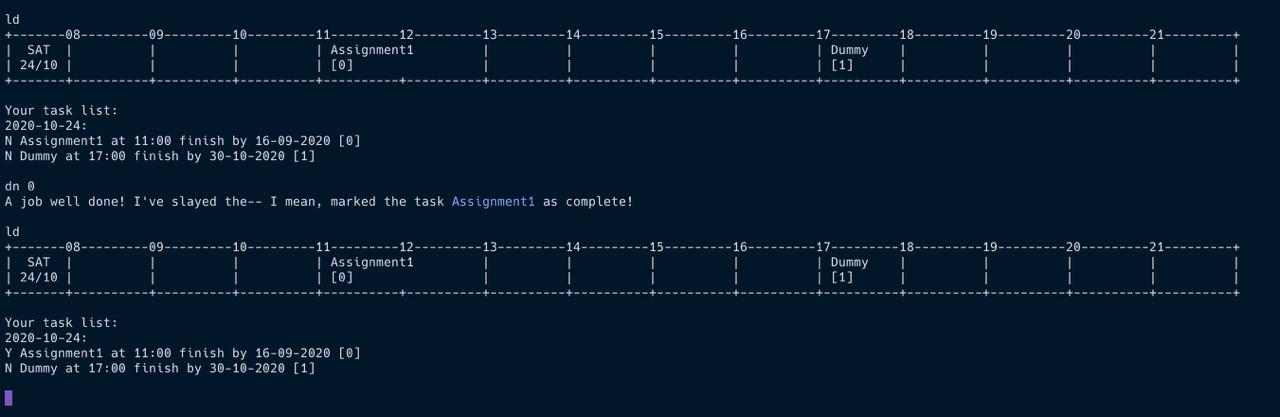 ld
+-------08---------09---------10---------11---------12---------13---------14---------15---------16---------17---------18---------19---------20---------21---------+
|  SAT  |          |          |          | Assignment1         |          |          |          |          | Dummy    |          |          |          |          |
| 24/10 |          |          |          | [0]                 |          |          |          |          | [1]      |          |          |          |          |
+-------+----------+----------+----------+----------+----------+----------+----------+----------+----------+----------+----------+----------+----------+----------+
Your task list:
2020-10-24:
N Assignment1 at 11:00 finish by 16-09-2020 [0]
N Dummy at 17:00 finish by 30-10-2020 [1]
dn 0
A job well done! I've slayed the-- I mean, marked the task Assignment1 as complete!
ld
+-------08---------09---------10---------11---------12---------13---------14---------15---------16---------17---------18---------19---------20---------21---------+
|  SAT  |          |          |          | Assignment1         |          |          |          |          | Dummy    |          |          |          |          |
| 24/10 |          |          |          | [0]                 |          |          |          |          | [1]      |          |          |          |          |
+-------+----------+----------+----------+----------+----------+----------+----------+----------+----------+----------+----------+----------+----------+----------+
Your task list:
2020-10-24:
Y Assignment1 at 11:00 finish by 16-09-2020 [0]
N Dummy at 17:00 finish by 30-10-2020 [1]